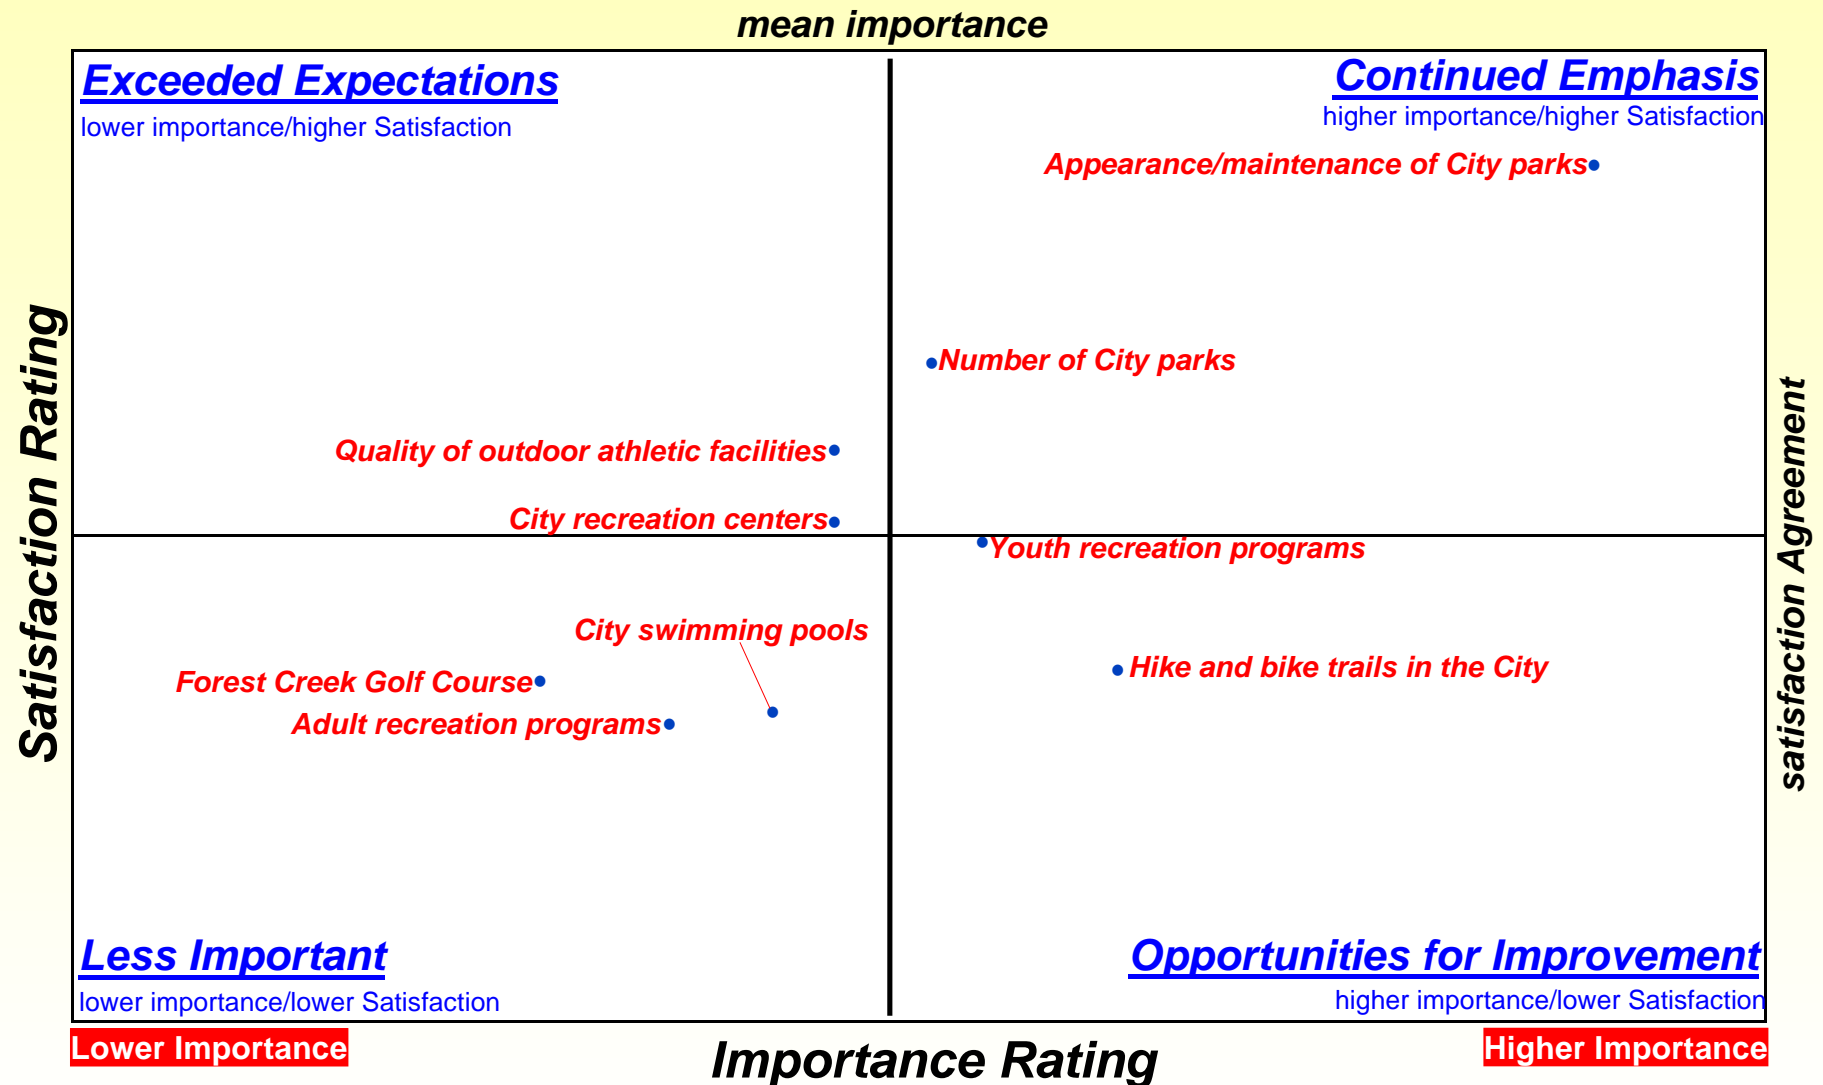 mean importance
Exceeded Expectations
lower importance/higher Satisfaction
Continued Emphasis
higher importance/higher Satisfaction
Appearance/maintenance of City parks
Number of City parks
Quality of outdoor athletic facilities
City recreation centers
Youth recreation programs
City swimming pools
Hike and bike trails in the City
Forest Creek Golf Course
Adult recreation programs
Satisfaction Rating
satisfaction Agreement
Less Important
lower importance/lower Satisfaction
Opportunities for Improvement
higher importance/lower Satisfaction
Lower Importance
Importance Rating
Higher Importance